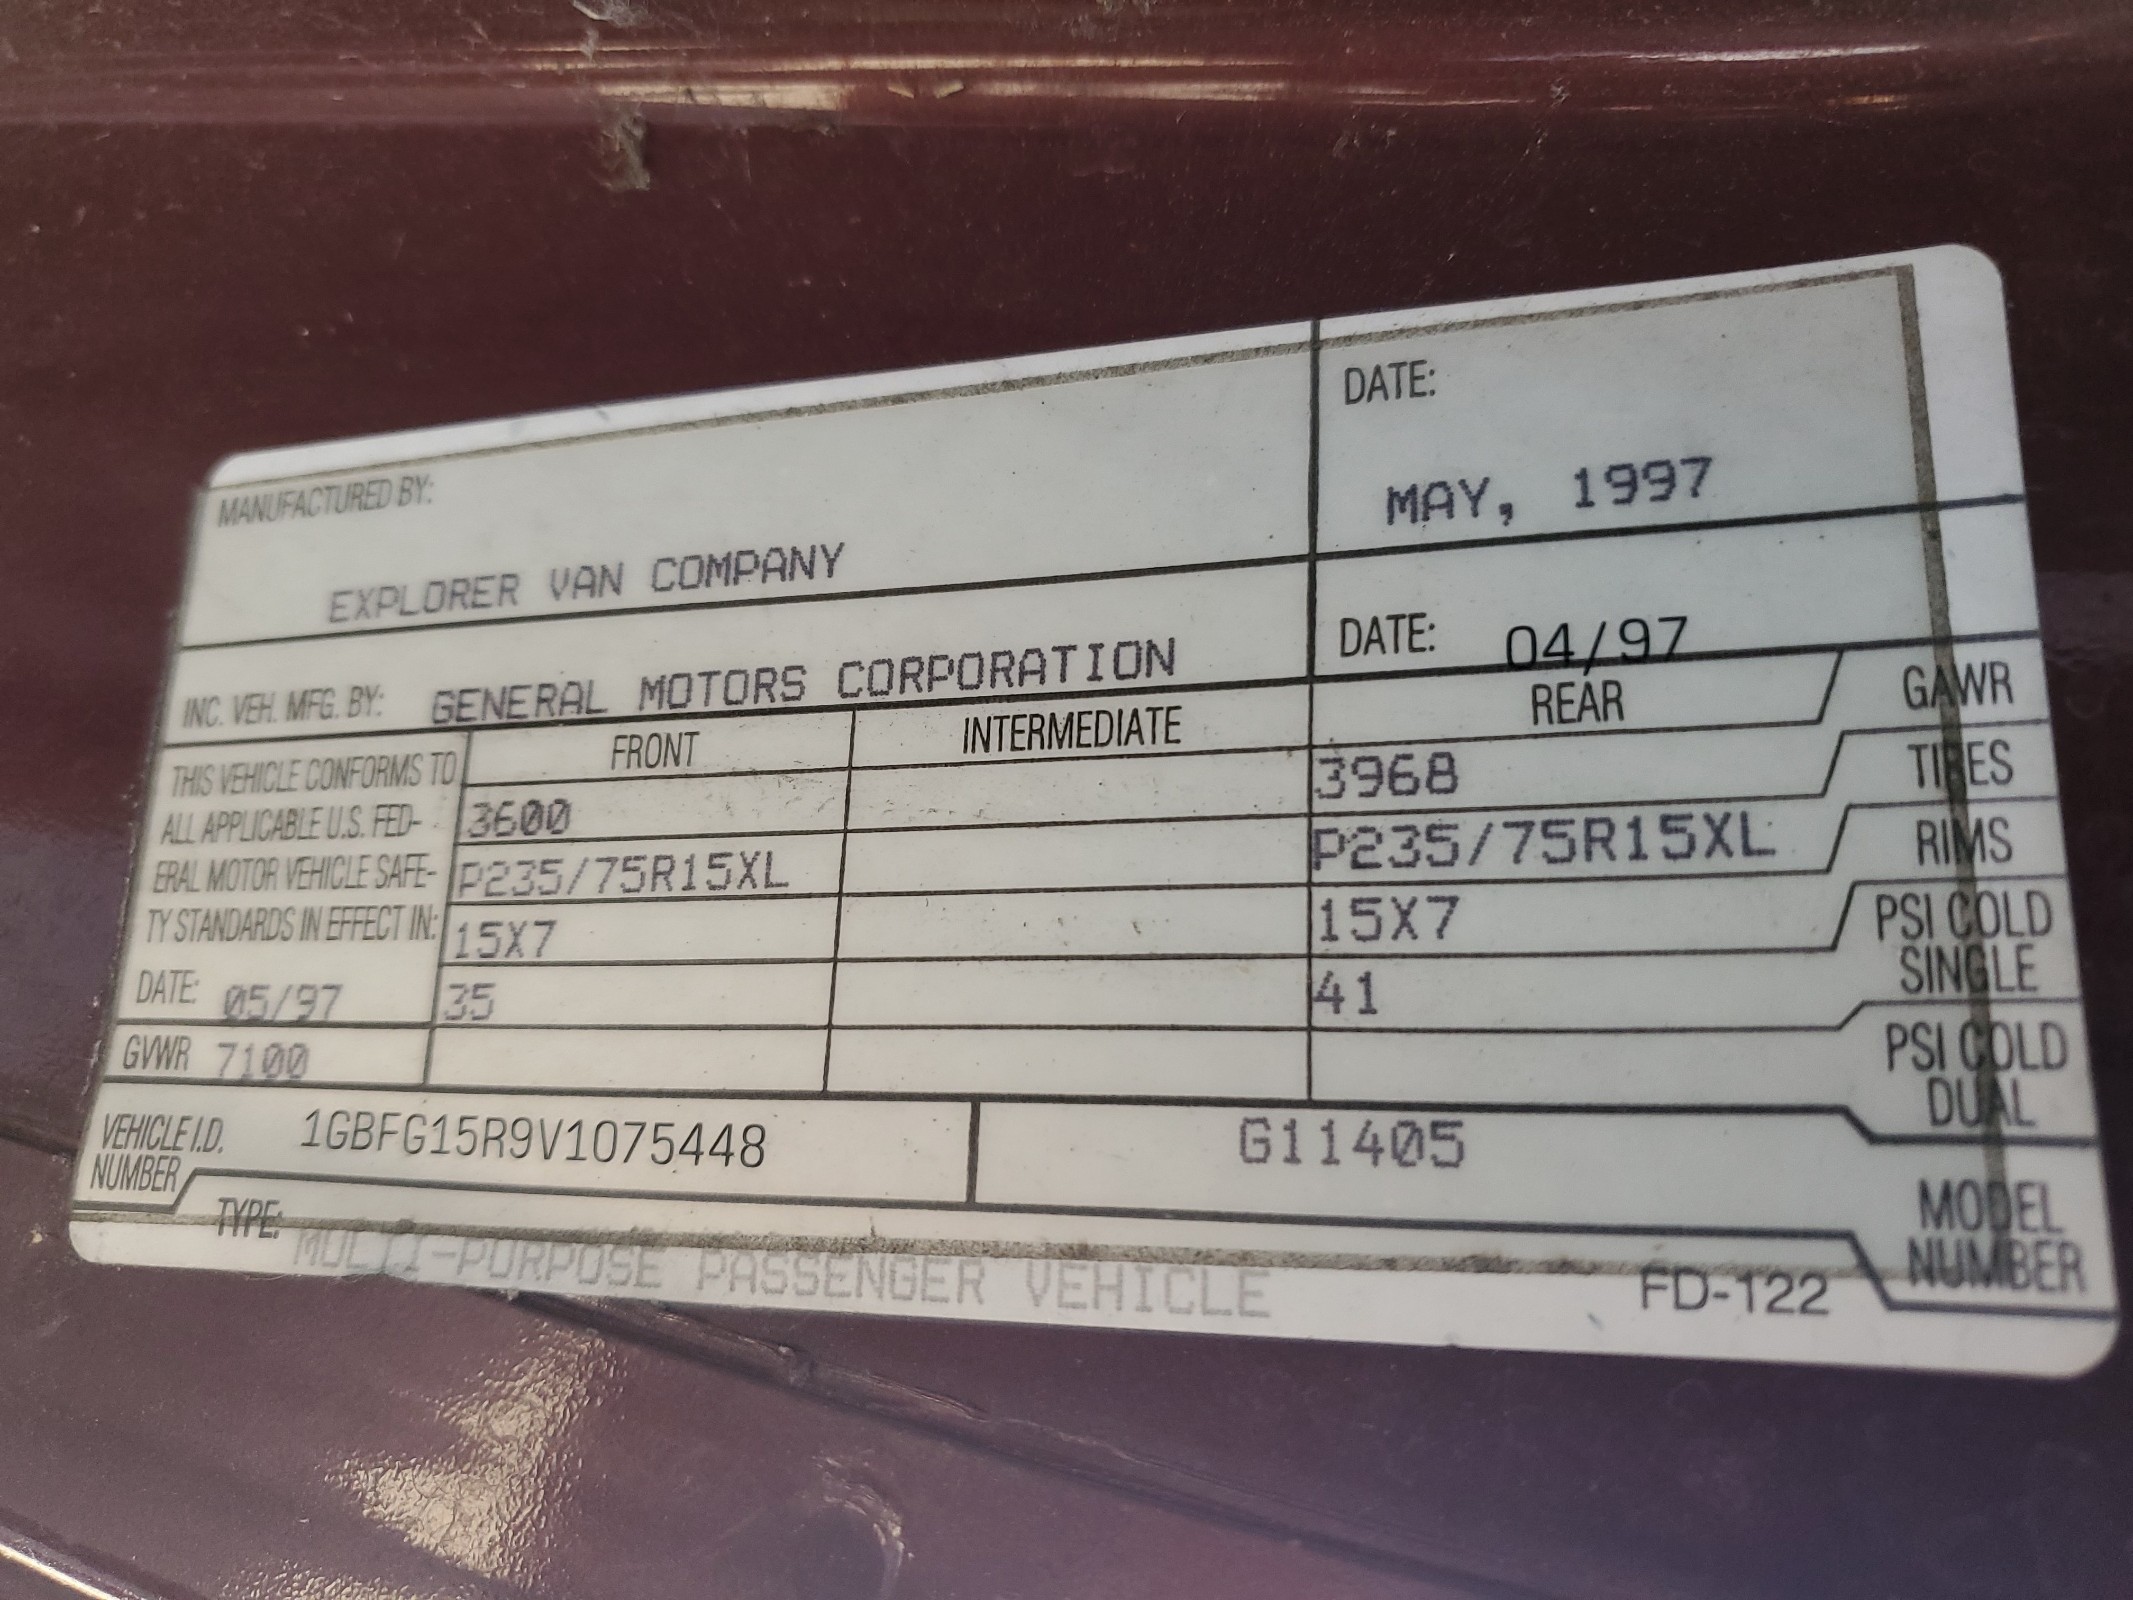 MANUFACTURED BY:
EXPLORER VAN COMPANY
DATE:
MAY, 1997
INC. VEH. MFG. BY: GENERAL MOTORS CORPORATION
DATE: 04/97
THIS VEHICLE CONFORMS TO
ALL APPLICABLE U.S. FED-
ERAL MOTOR VEHICLE SAFE-
TY STANDARDS IN EFFECT IN:
DATE: 05/97
GVWR 7100
FRONT INTERMEDIATE REAR
3600 3968 GAWR
P235/75R15XL P235/75R15XL TIRES
15X7 15X7 RIMS
35 41 PSI COLD
SINGLE
PSI COLD
DUAL
VEHICLE I.D.
NUMBER
1GBFG15R9V1075448
G11405
MODEL
NUMBER
TYPE:
MULTI-PURPOSE PASSENGER VEHICLE
FD-122